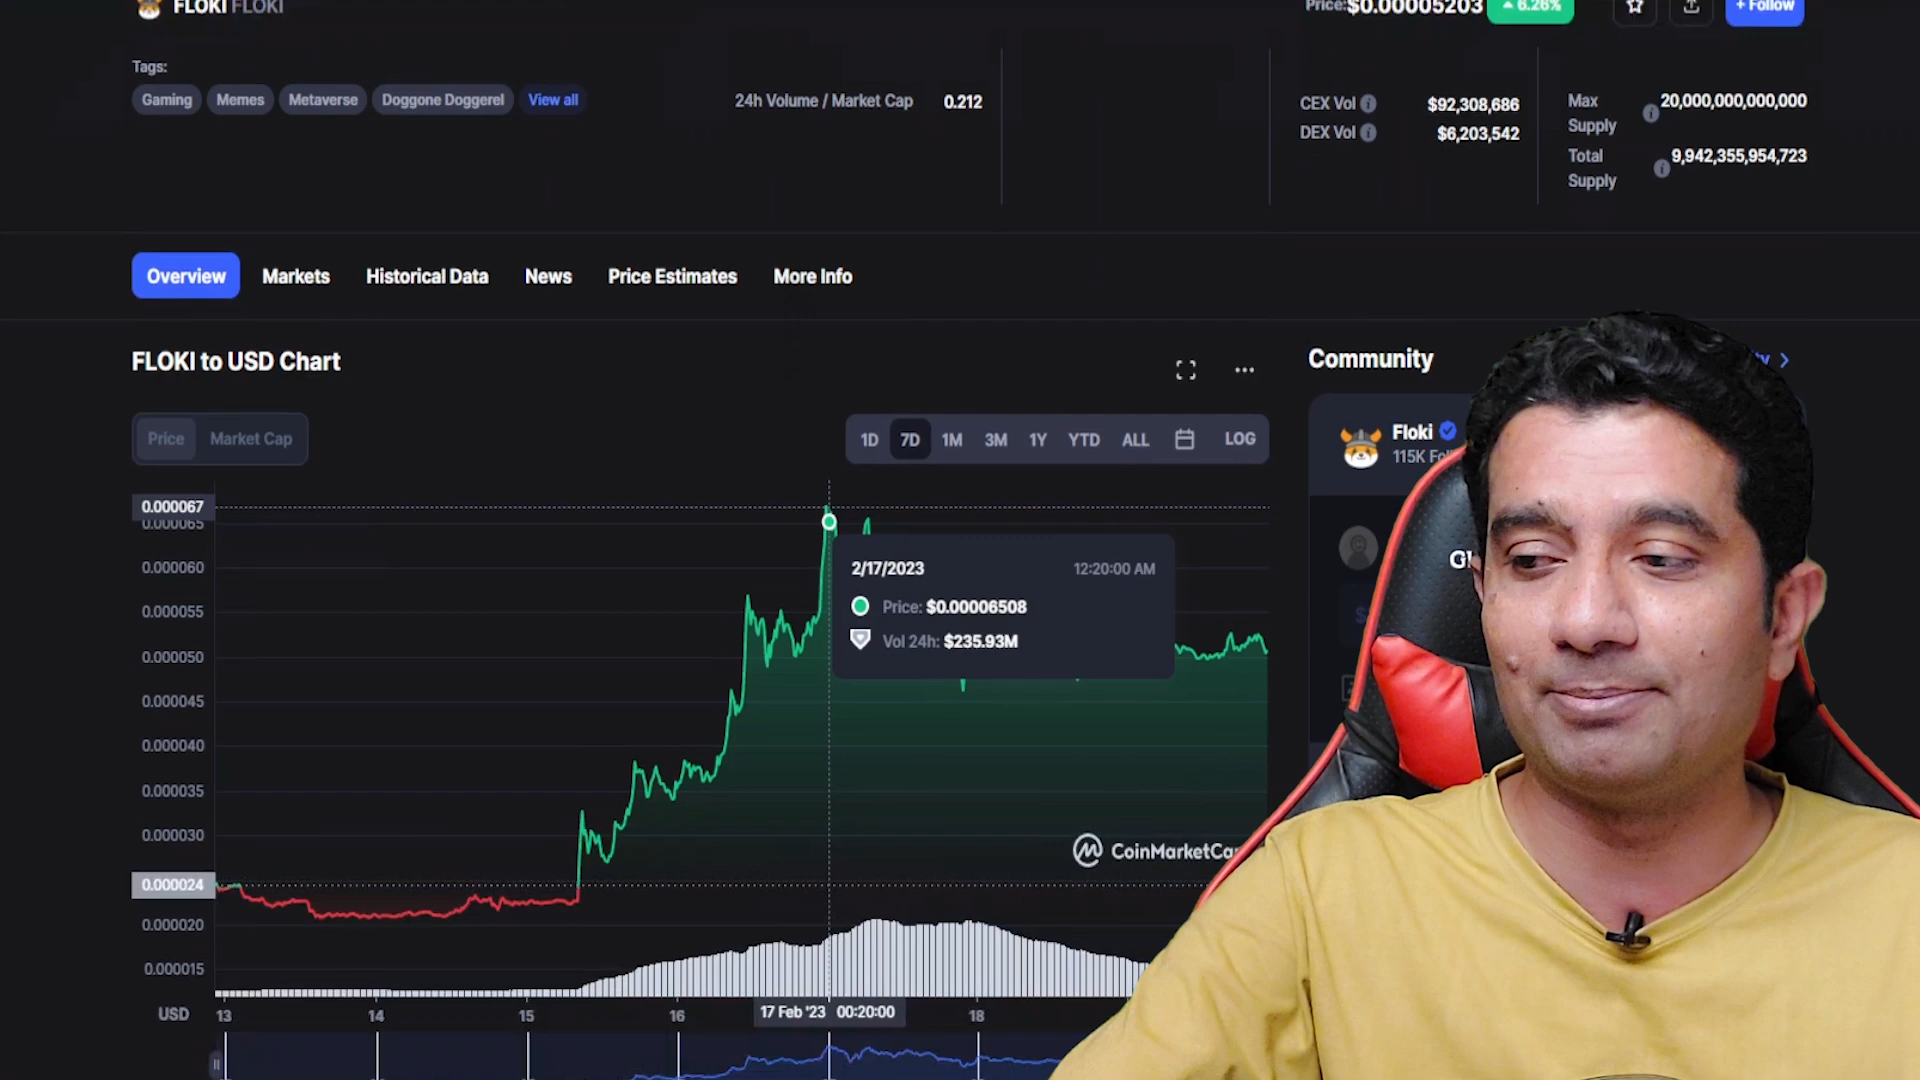 FLOKI FLOKI
Price:$0.00005203 6.26% + Follow
Tags:
Gaming Memes Metaverse Doggone Doggerel View all
24h Volume / Market Cap 0.212
CEX Vol $92,308,686
DEX Vol $6,203,542
Max Supply 20,000,000,000,000
Total Supply 9,942,355,954,723
Overview Markets Historical Data News Price Estimates More Info
FLOKI to USD Chart
Price Market Cap
1D 7D 1M 3M 1Y YTD ALL LOG
0.000067
0.000065
0.000060
0.000055
0.000050
0.000045
0.000040
0.000035
0.000030
0.000024
0.000020
0.000015
2/17/2023 12:20:00 AM
Price: $0.00006508
Vol 24h: $235.93M
CoinMarketCa
USD 13 14 15 16 17 Feb '23 00:20:00 18
Community
Floki
115K